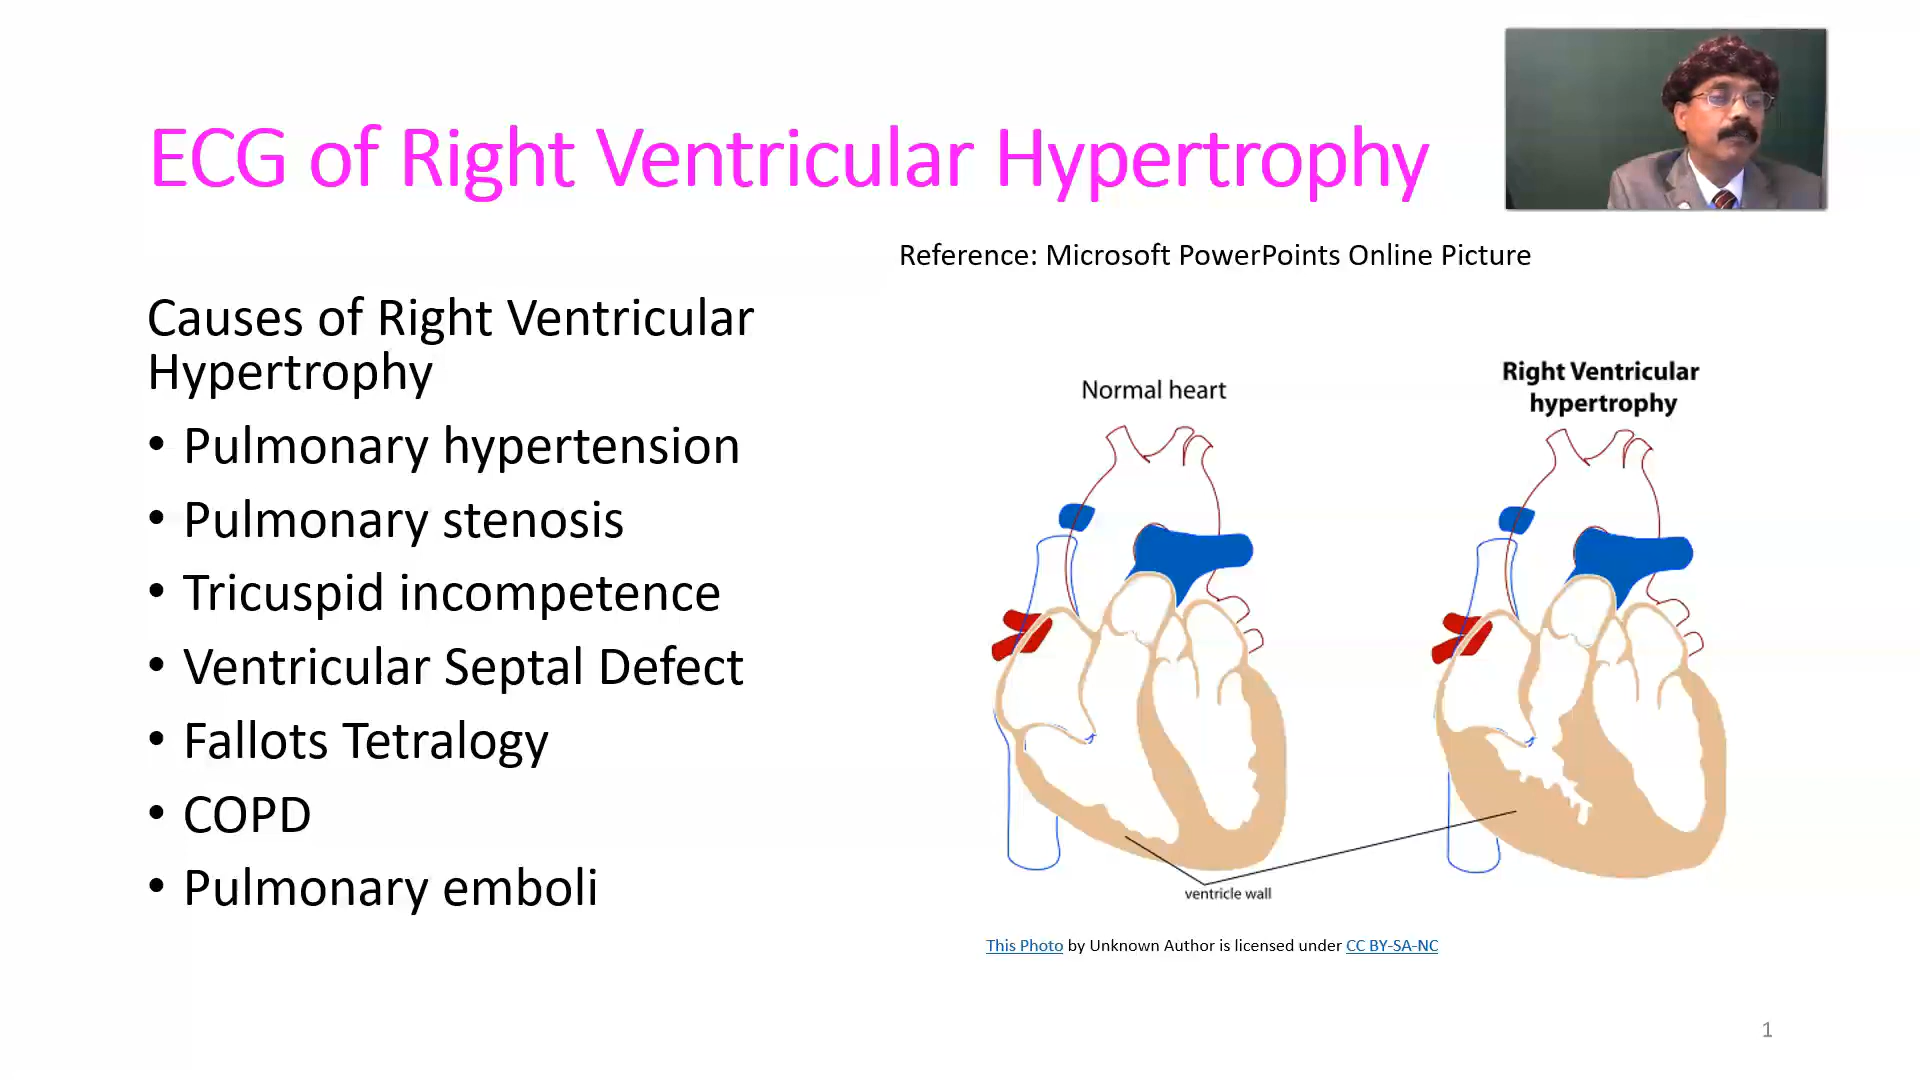 ECG of Right Ventricular Hypertrophy
Reference: Microsoft PowerPoints Online Picture
Causes of Right Ventricular
Hypertrophy
• Pulmonary hypertension
• Pulmonary stenosis
• Tricuspid incompetence
• Ventricular Septal Defect
• Fallots Tetralogy
• COPD
• Pulmonary emboli
Normal heart
Right Ventricular
hypertrophy
ventricle wall
This Photo by Unknown Author is licensed under CC BY-SA-NC
1